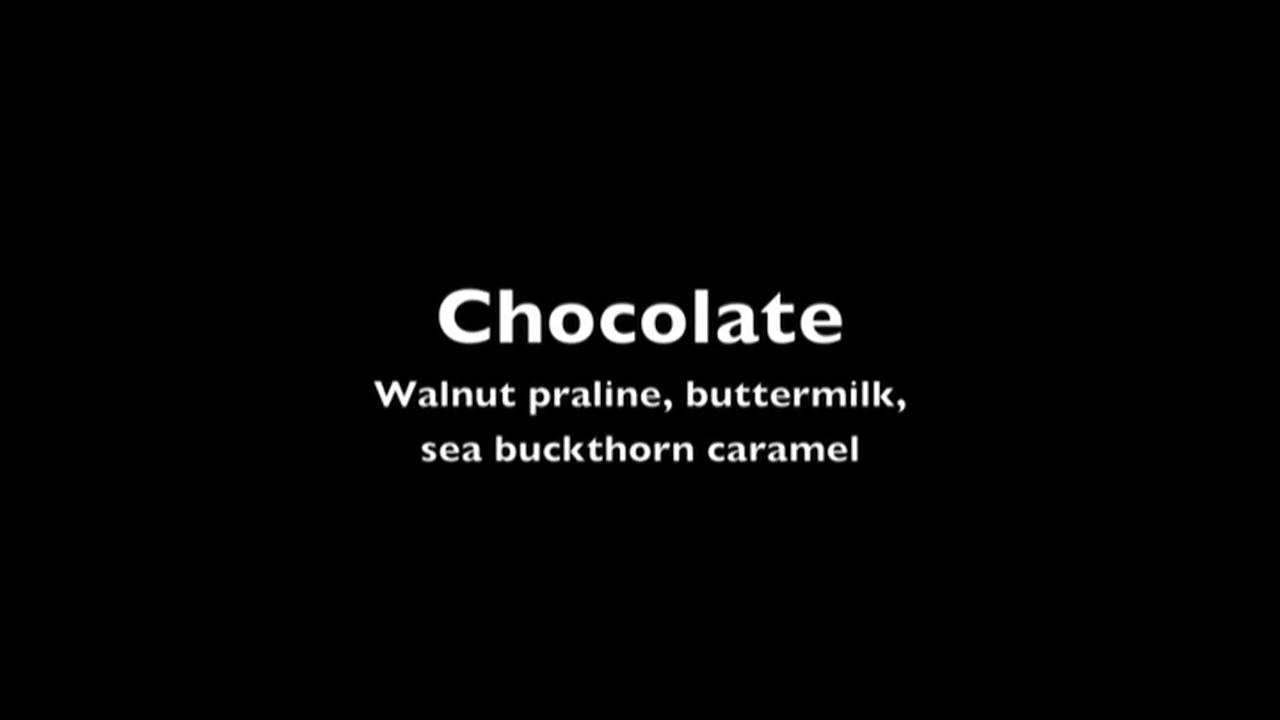 Chocolate
Walnut praline, buttermilk,
sea buckthorn caramel